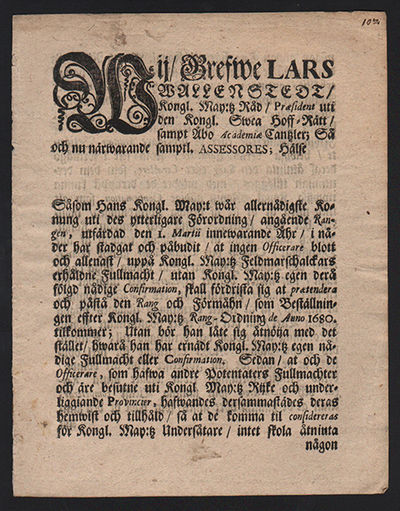 Wij/ Grefwe LARS
WALLENSTEDT/
Kongl. May:tz Råd/ Præsident uti
den Kongl. Swea Hoff-Rätt/
sampt Åbo Academiæ Cantzler; Så
och nu närwarande samptl. ASSESSORES; Hälse
Såsom Hans Kongl. May:t wår allernådigste Ko-
nung uti des ytterligare Förordning/ angående Ran-
gen, utfärdad den 1. Martii innewarande Åhr/ i nå-
der har stadgat och påbudit/ at ingen Officerare blott
och allenast/ uppå Kongl. May:tz Feldmarschalckars
erhåldne Fullmacht/ utan Kongl. May:tz egen derå
fölgd nådige Confirmation, skall fördrista sig at prætendera
och påstå den Rang och Förmåhn/ som Beställnin-
gen effter Kongl. May:tz Rang-Ordning de Anno 1680.
tillkommer; Utan bör han låte sig åtnöija med det
stället/ hwarå han har ernådt Kongl. May:tz egen nå-
dige Fullmacht eller Confirmation. Sedan/ at och de
Officerare, som hafwa andre Potentaters Fullmachter
och äre besutne uti Kongl. May:tz Rijke och under-
liggiande Provincier, hafwandes dersammastädes deras
hemwist och tillhåld/ så at de komma til considereras
för Kongl. May:tz Undersåtare/ intet skola åtniuta
någon